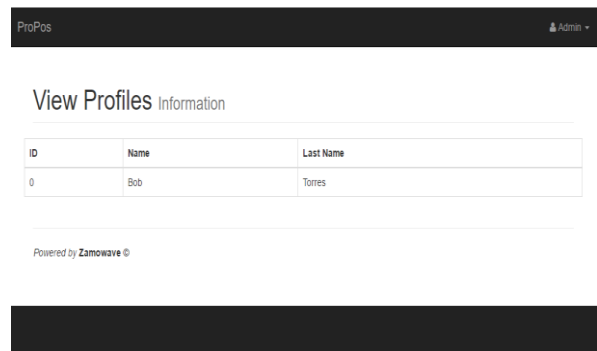 ProPos Admin
View Profiles Information
ID Name Last Name
0 Bob Torres
Powered by Zamowave ©